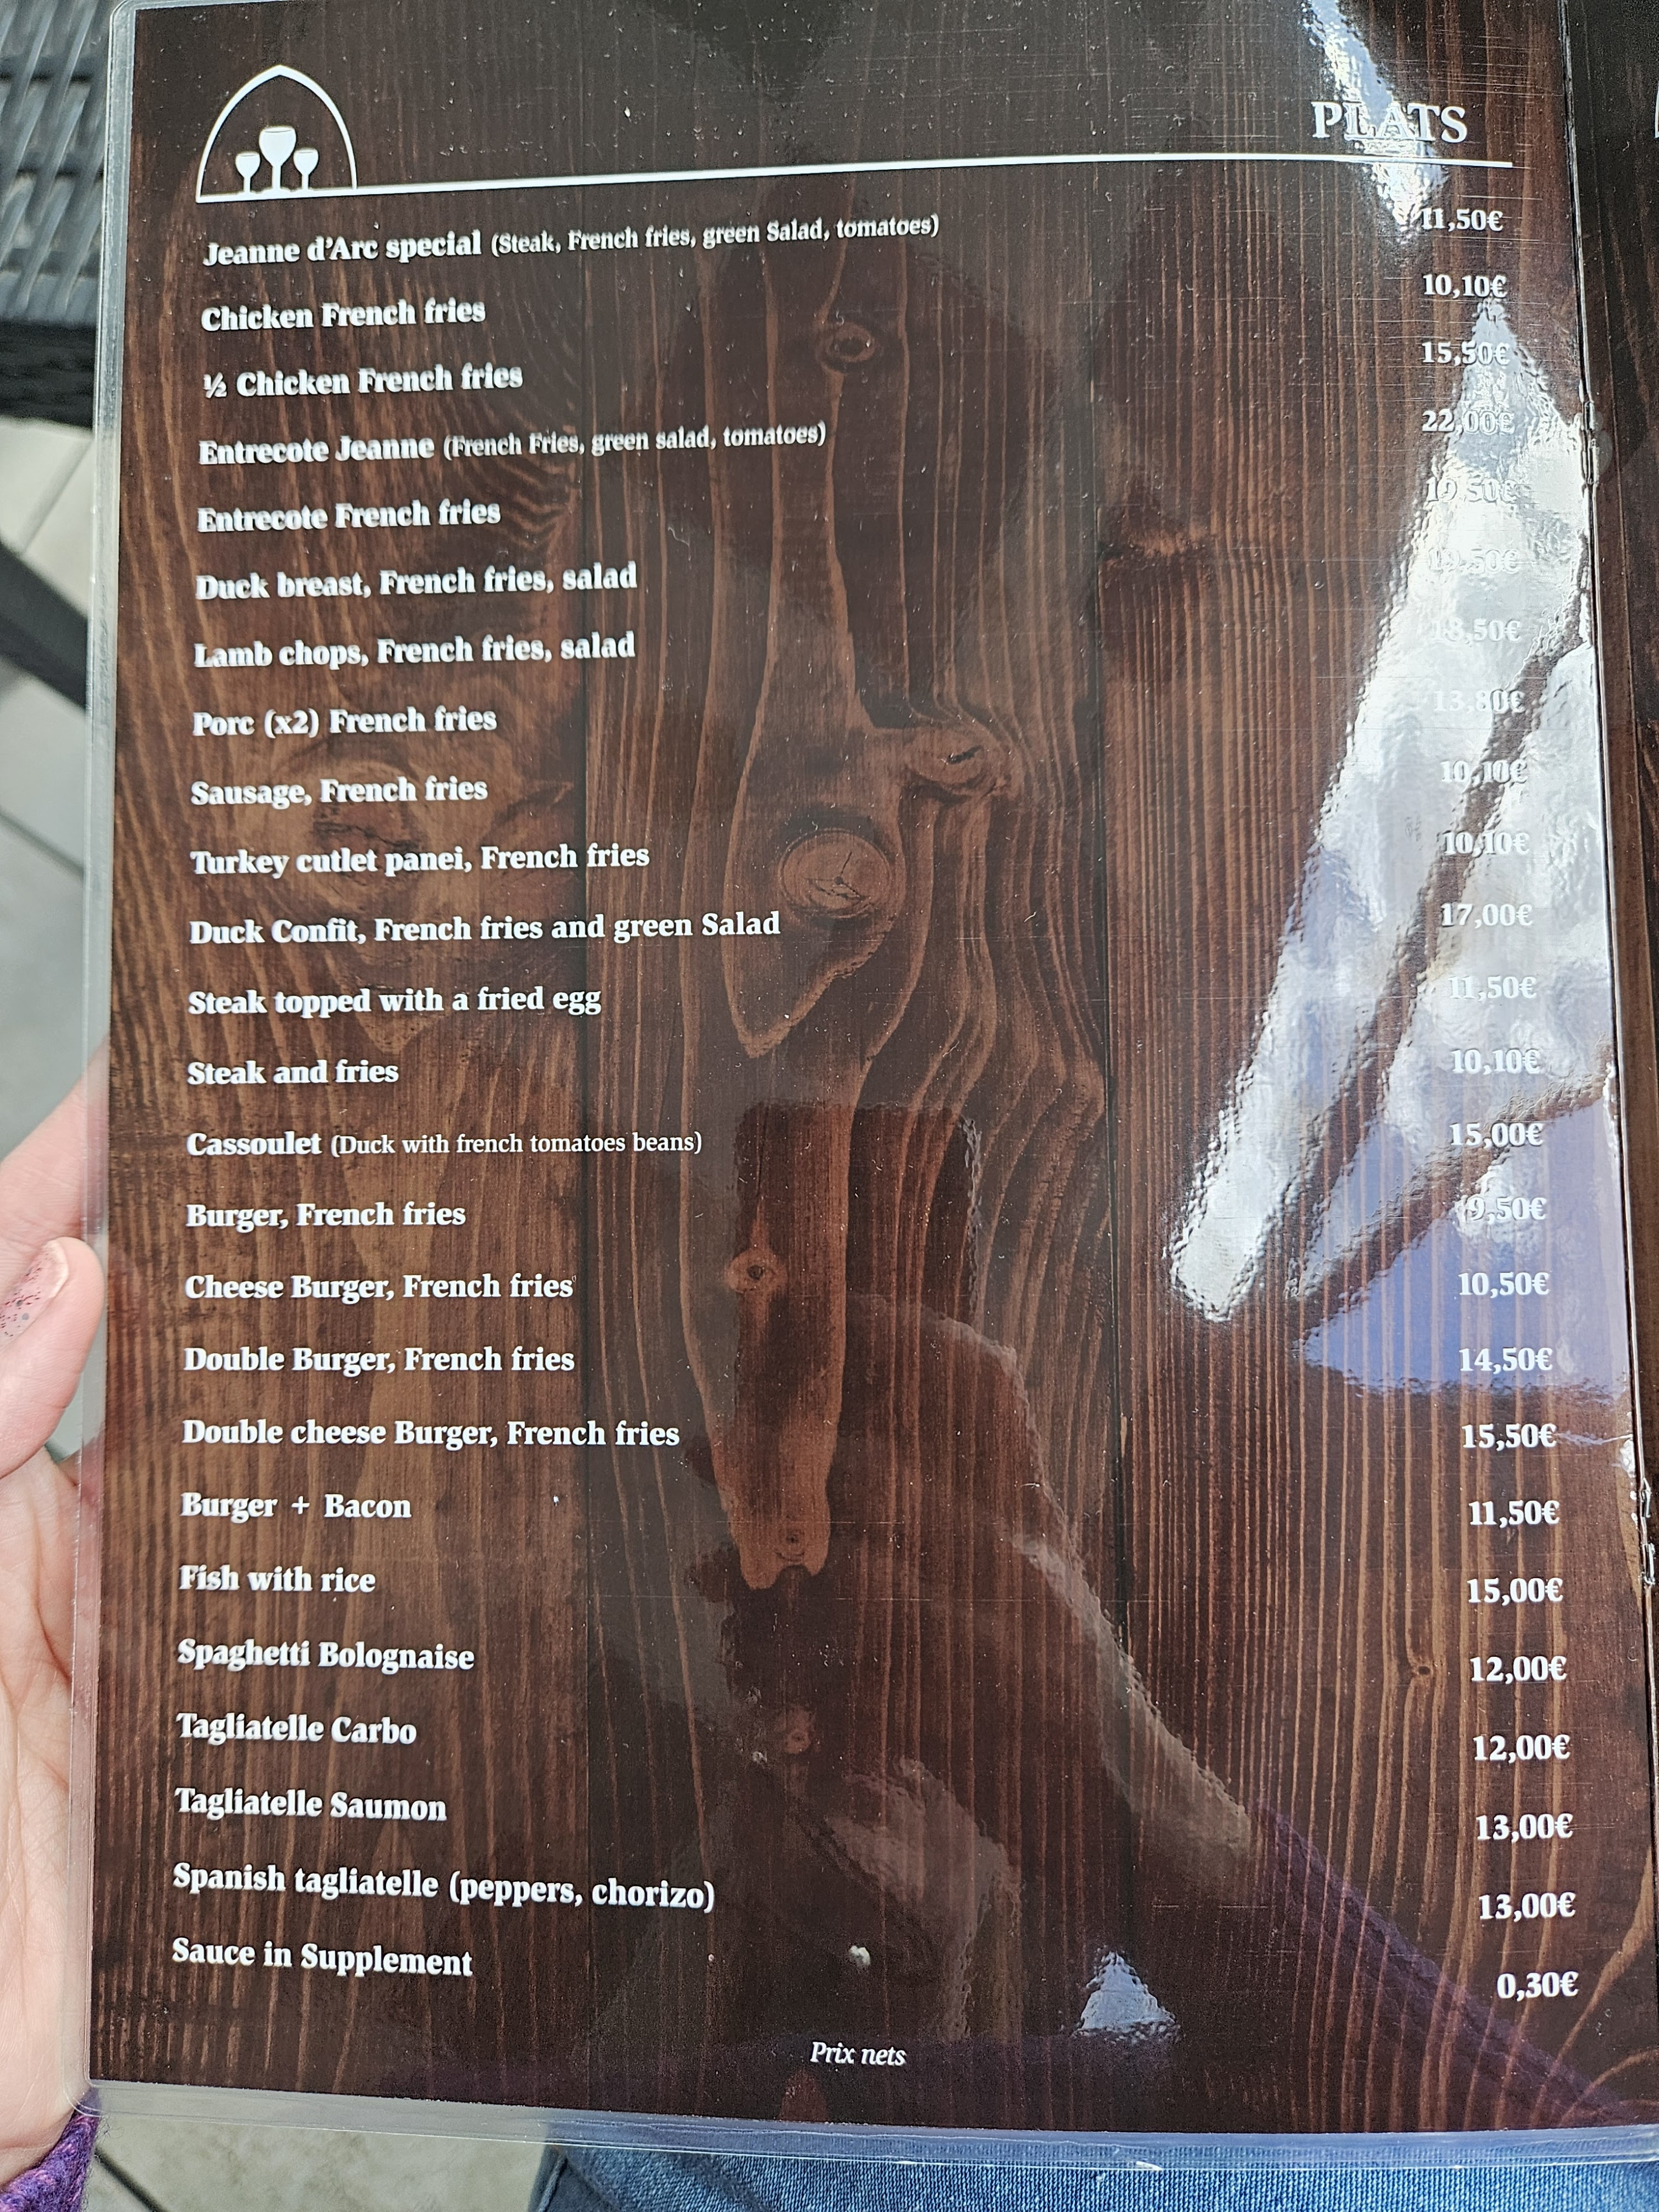 PLATS
Jeanne d'Arc special (Steak, French fries, green Salad, tomatoes) 11,50€
Chicken French fries 10,10€
½ Chicken French fries 15,50€
Entrecote Jeanne (French Fries, green salad, tomatoes) 22,00€
Entrecote French fries 19,50€
Duck breast, French fries, salad
Lamb chops, French fries, salad 18,50€
Porc (x2) French fries 13,80€
Sausage, French fries 10,10€
Turkey cutlet panei, French fries 10,10€
Duck Confit, French fries and green Salad 17,00€
Steak topped with a fried egg 11,50€
Steak and fries 10,10€
Cassoulet (Duck with french tomatoes beans) 15,00€
Burger, French fries 9,50€
Cheese Burger, French fries 10,50€
Double Burger, French fries 14,50€
Double cheese Burger, French fries 15,50€
Burger + Bacon 11,50€
Fish with rice 15,00€
Spaghetti Bolognaise 12,00€
Tagliatelle Carbo 12,00€
Tagliatelle Saumon 13,00€
Spanish tagliatelle (peppers, chorizo) 13,00€
Sauce in Supplement 0,30€
Prix nets